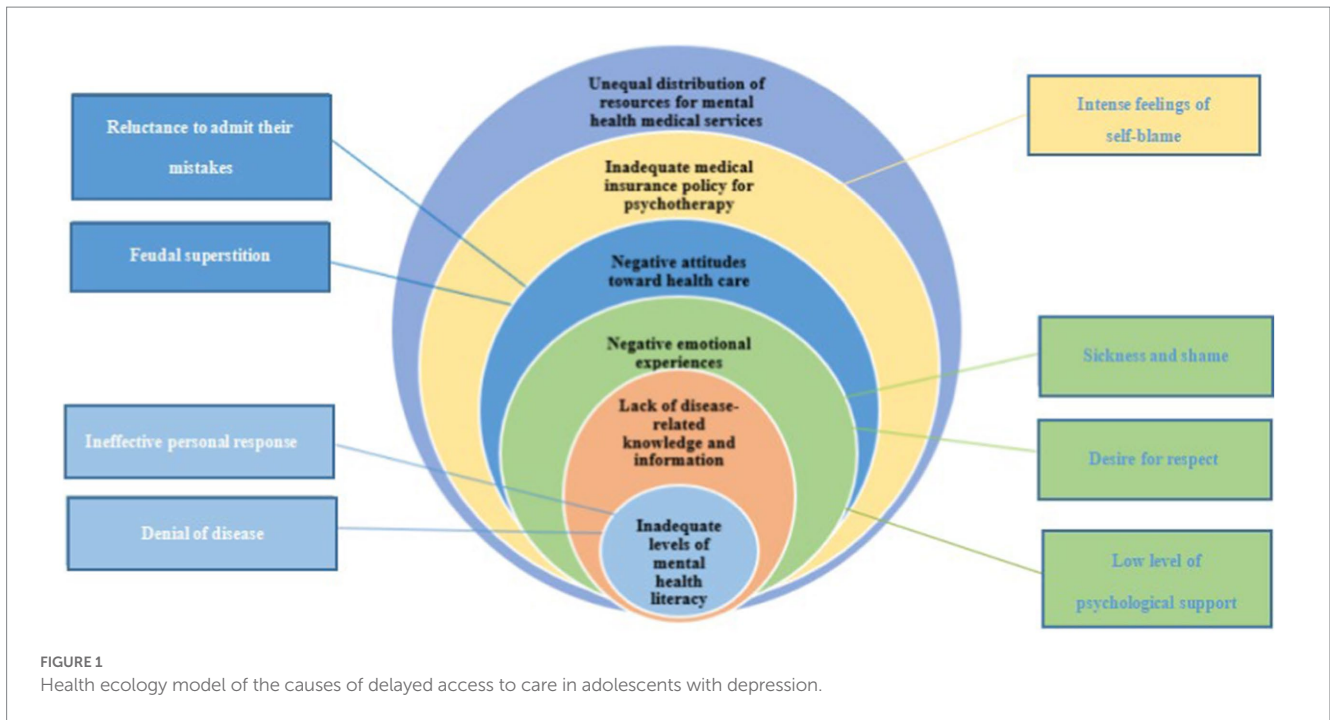 Unequal distribution of
resources for mental
health medical services
Inadequate medical
insurance policy for
psychotherapy
Negative attitudes
toward health care
Negative emotional
experiences
Lack of disease-
related
knowledge and
information
Inadequate
levels of
mental
health
literacy
Reluctance to admit their
mistakes
Feudal superstition
Ineffective personal response
Denial of disease
Intense feelings of
self-blame
Sickness and shame
Desire for respect
Low level of
psychological support
FIGURE 1
Health ecology model of the causes of delayed access to care in adolescents with depression.